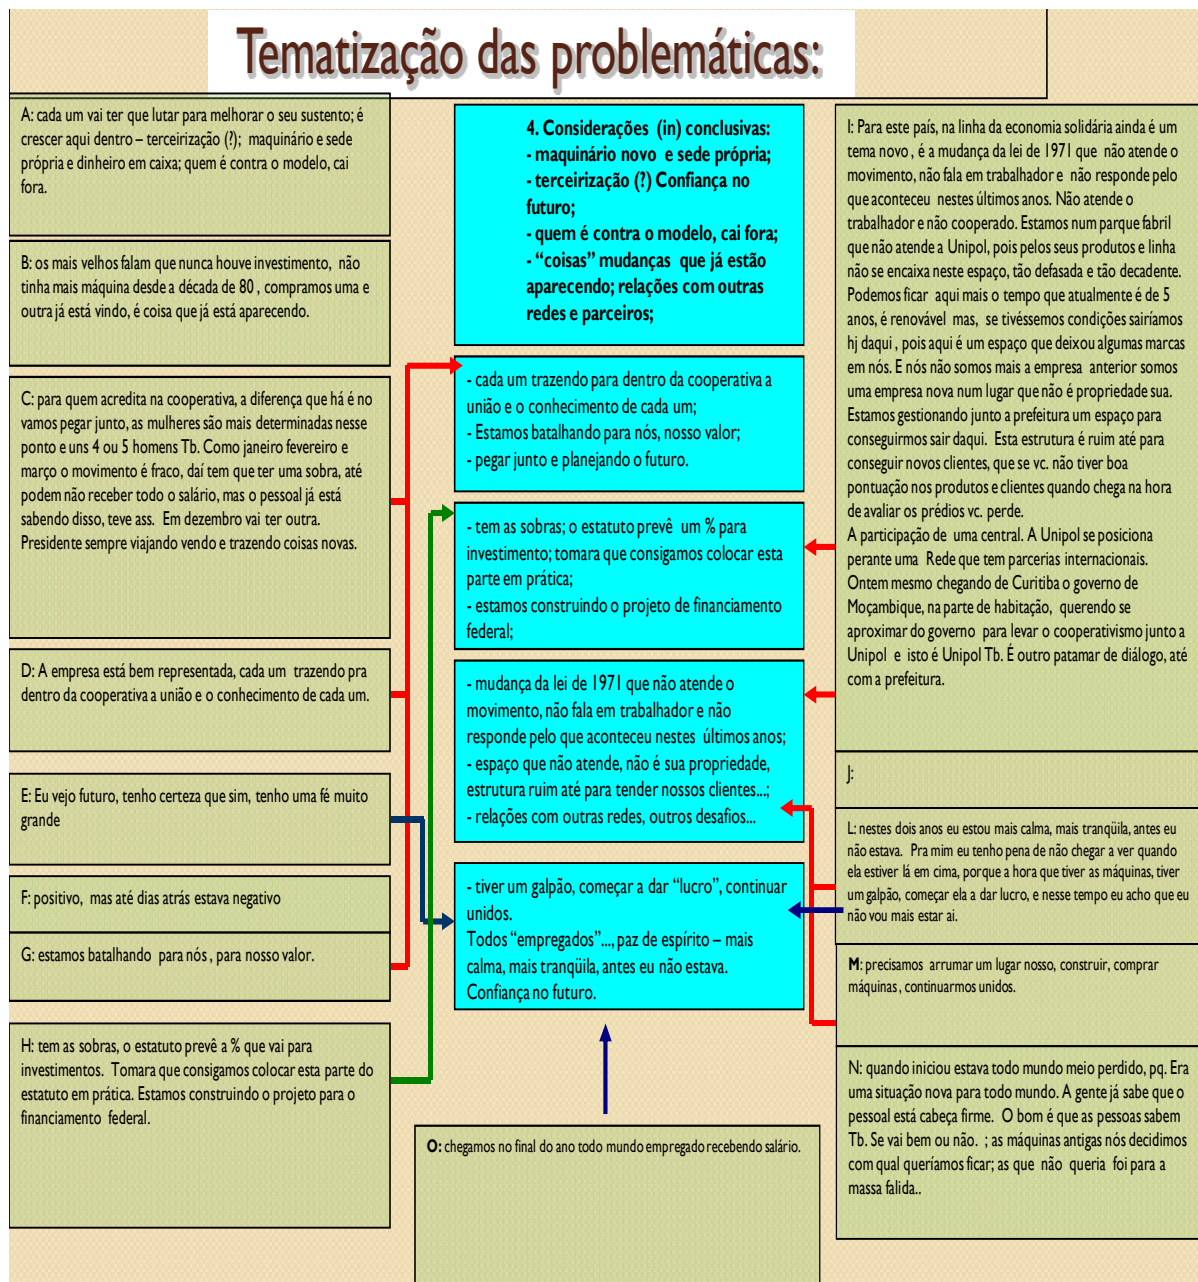 Tematização das problemáticas:
A: cada um vai ter que lutar para melhorar o seu sustento; é
crescer aqui dentro – terceirização (?); maquinário e sede
própria e dinheiro em caixa; quem é contra o modelo, cai
fora.
B: os mais velhos falam que nunca houve investimento, não
tinha mais máquina desde a década de 80 , compramos uma e
outra já está vindo, é coisa que já está aparecendo.
C: para quem acredita na cooperativa, a diferença que há é no
vamos pegar junto, as mulheres são mais determinadas nesse
ponto e uns 4 ou 5 homens Tb. Como janeiro fevereiro e
março o movimento é fraco, daí tem que ter uma sobra, até
podem não receber todo o salário, mas o pessoal já está
sabendo disso, teve ass. Em dezembro vai ter outra.
Presidente sempre viajando vendo e trazendo coisas novas.
D: A empresa está bem representada, cada um trazendo pra
dentro da cooperativa a união e o conhecimento de cada um.
E: Eu vejo futuro, tenho certeza que sim, tenho uma fé muito
grande
F: positivo, mas até dias atrás estava negativo
G: estamos batalhando para nós , para nosso valor.
H: tem as sobras, o estatuto prevê a % que vai para
investimentos. Tomara que consigamos colocar esta parte do
estatuto em prática. Estamos construindo o projeto para o
financiamento federal.
4. Considerações (in) conclusivas:
- maquinário novo e sede própria;
- terceirização (?) Confiança no
futuro;
- quem é contra o modelo, cai fora;
- “coisas” mudanças que já estão
aparecendo; relações com outras
redes e parceiros;
- cada um trazendo para dentro da cooperativa a
união e o conhecimento de cada um;
- Estamos batalhando para nós, nosso valor;
- pegar junto e planejando o futuro.
- tem as sobras; o estatuto prevê um % para
investimento; tomara que consigamos colocar esta
parte em prática;
- estamos construindo o projeto de financiamento
federal;
- mudança da lei de 1971 que não atende o
movimento, não fala em trabalhador e não
responde pelo que aconteceu nestes últimos anos;
- espaço que não atende, não é sua propriedade,
estrutura ruim até para tender nossos clientes...;
- relações com outras redes, outros desafios...
- tiver um galpão, começar a dar “lucro”, continuar
unidos.
Todos “empregados”..., paz de espírito – mais
calma, mais tranqüila, antes eu não estava.
Confiança no futuro.
O: chegamos no final do ano todo mundo empregado recebendo salário.
I: Para este país, na linha da economia solidária ainda é um
tema novo , é a mudança da lei de 1971 que não atende o
movimento, não fala em trabalhador e não responde pelo
que aconteceu nestes últimos anos. Não atende o
trabalhador e não cooperado. Estamos num parque fabril
que não atende a Unipol, pois pelos seus produtos e linha
não se encaixa neste espaço, tão defasada e tão decadente.
Podemos ficar aqui mais o tempo que atualmente é de 5
anos, é renovável mas, se tivéssemos condições sairíamos
hj daqui , pois aqui é um espaço que deixou algumas marcas
em nós. E nós não somos mais a empresa anterior somos
uma empresa nova num lugar que não é propriedade sua.
Estamos gestionando junto a prefeitura um espaço para
conseguirmos sair daqui. Esta estrutura é ruim até para
conseguir novos clientes, que se vc. não tiver boa
pontuação nos produtos e clientes quando chega na hora
de avaliar os prédios vc. perde.
A participação de uma central. A Unipol se posiciona
perante uma Rede que tem parcerias internacionais.
Ontem mesmo chegando de Curitiba o governo de
Moçambique, na parte de habitação, querendo se
aproximar do governo para levar o cooperativismo junto a
Unipol e isto é Unipol Tb. É outro patamar de diálogo, até
com a prefeitura.
J:
L: nestes dois anos eu estou mais calma, mais tranqüila, antes eu
não estava. Pra mim eu tenho pena de não chegar a ver quando
ela estiver lá em cima, porque a hora que tiver as máquinas, tiver
um galpão, começar ela a dar lucro, e nesse tempo eu acho que eu
não vou mais estar ai.
M: precisamos arrumar um lugar nosso, construir, comprar
máquinas , continuarmos unidos.
N: quando iniciou estava todo mundo meio perdido, pq. Era
uma situação nova para todo mundo. A gente já sabe que o
pessoal está cabeça firme. O bom é que as pessoas sabem
Tb. Se vai bem ou não. ; as máquinas antigas nós decidimos
com qual queríamos ficar; as que não queria foi para a
massa falida..